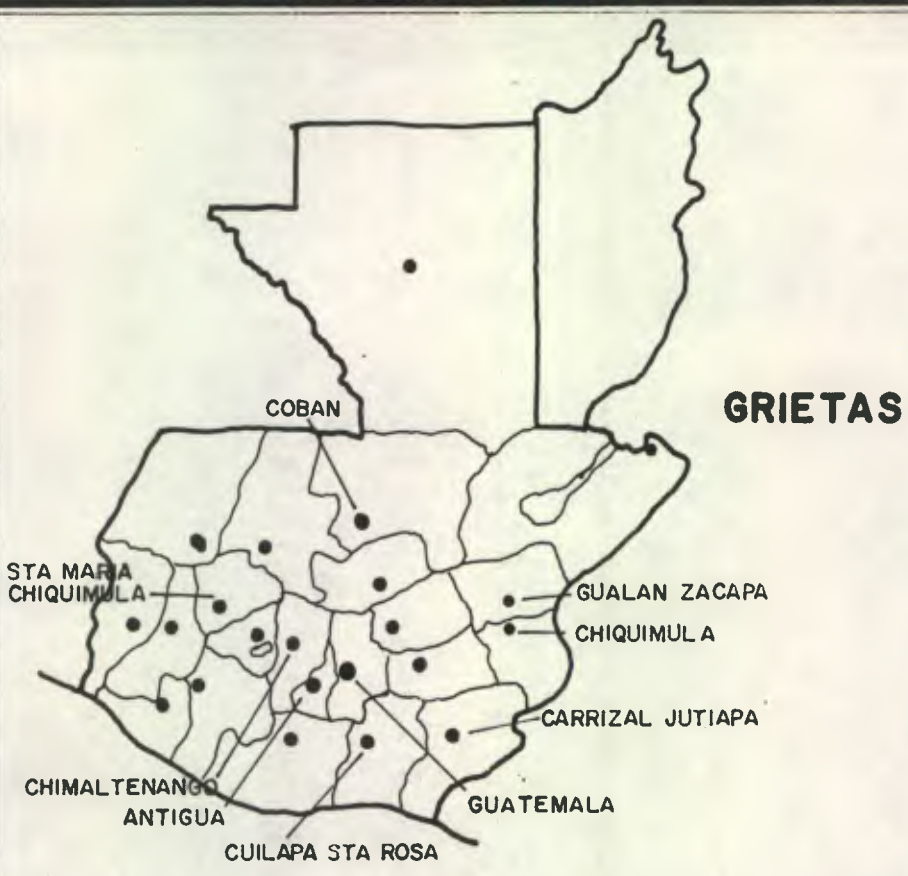 COBAN
GRIETAS
STA MARIA
CHIQUIMULA
GUALAN ZACAPA
CHIQUIMULA
CARRIZAL JUTIAPA
CHIMALTENANGO
ANTIGUA
GUATEMALA
CUILAPA STA ROSA